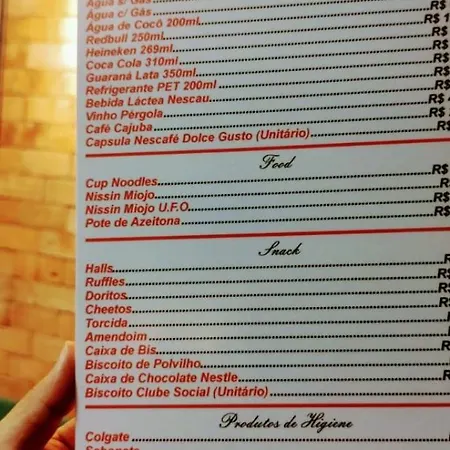 Água s/ Gás R$
Água c/ Gás R$
Água de Cocô 200ml R$ 1
Redbull 250ml R$
Heineken 269ml R$
Coca Cola 310ml R$
Guaraná Lata 350ml R$
Refrigerante PET 200ml R$
Bebida Láctea Nescau R$
Vinho Pérgola R$
Café Cajuba R$
Capsula Nescafé Dolce Gusto (Unitário) R$
Food
Cup Noodles R$
Nissin Miojo R$
Nissin Miojo U.F.O R$
Pote de Azeitona R$
Snack
Halls
Ruffles R
Doritos R$
Cheetos R$
Torcida
Amendoim
Caixa de Bis R
Biscoito de Polvilho
Caixa de Chocolate Nestle R
Biscoito Clube Social (Unitário)
Produtos de Higiene
Colgate